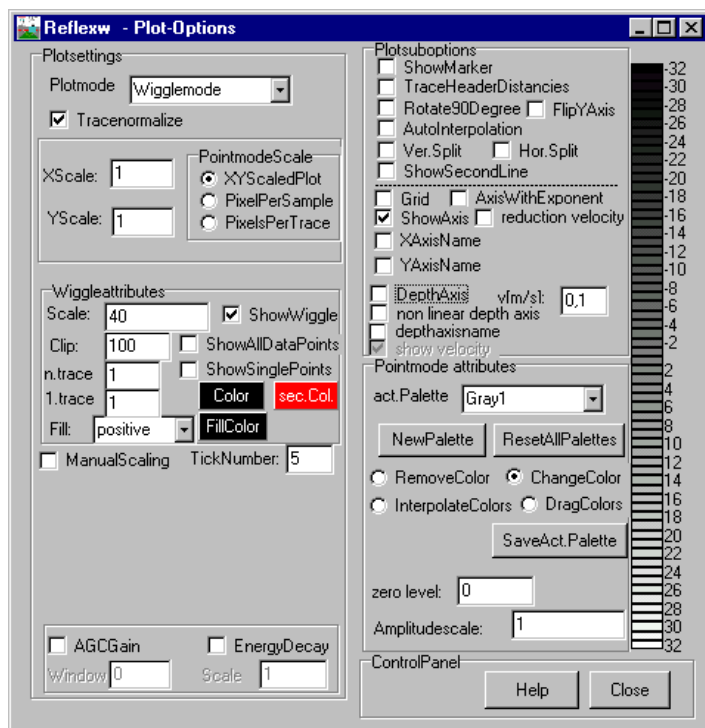 Reflexw - Plot-Options
Plotsettings
Plotmode Wigglemode
Tracenormalize
XScale: 1
YScale: 1
PointmodeScale
XYScaledPlot
PixelPerSample
PixelsPerTrace
Wiggleattributes
Scale: 40 ShowWiggle
Clip: 100 ShowAllDataPoints
n.trace 1 ShowSinglePoints
1.trace 1 Color sec.Col.
Fill: positive FillColor
ManualScaling TickNumber: 5
AGCGain EnergyDecay
Window 0 Scale 1
Plotsuboptions
ShowMarker
TraceHeaderDistancies
Rotate90Degree FlipYAxis
AutoInterpolation
Ver.Split Hor.Split
ShowSecondLine
Grid AxisWithExponent
ShowAxis reduction velocity
XAxisName
YAxisName
DepthAxis v[m/s]: 0,1
non linear depth axis
depthaxisname
show velocity
Pointmode attributes
act.Palette Gray1
NewPalette ResetAllPalettes
RemoveColor ChangeColor
InterpolateColors DragColors
SaveAct.Palette
zero level: 0
Amplitudescale: 1
ControlPanel
Help Close
-32
-30
-28
-26
-24
-22
-20
-18
-16
-14
-12
-10
-8
-6
-4
-2
2
4
6
8
10
12
14
16
18
20
22
24
26
28
30
32